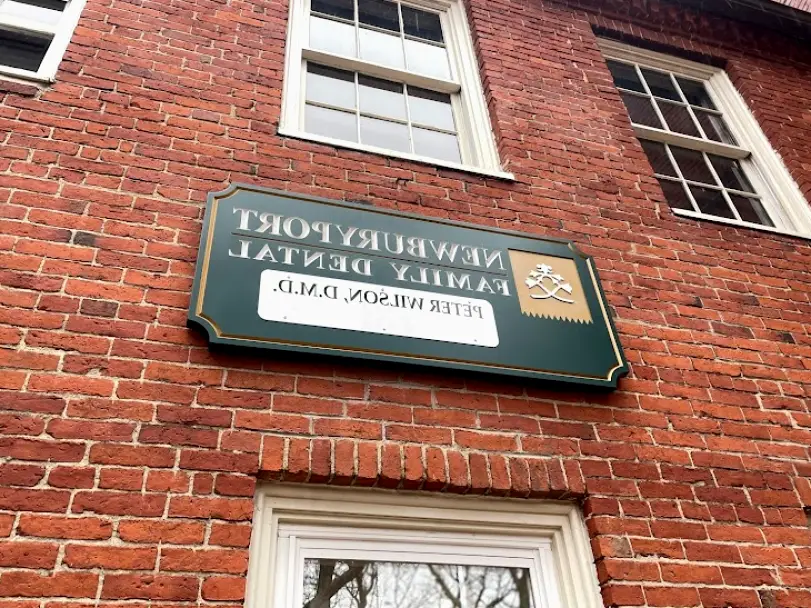 NEWBURYPORT
FAMILY DENTAL
PETER WILSON, D.M.D.